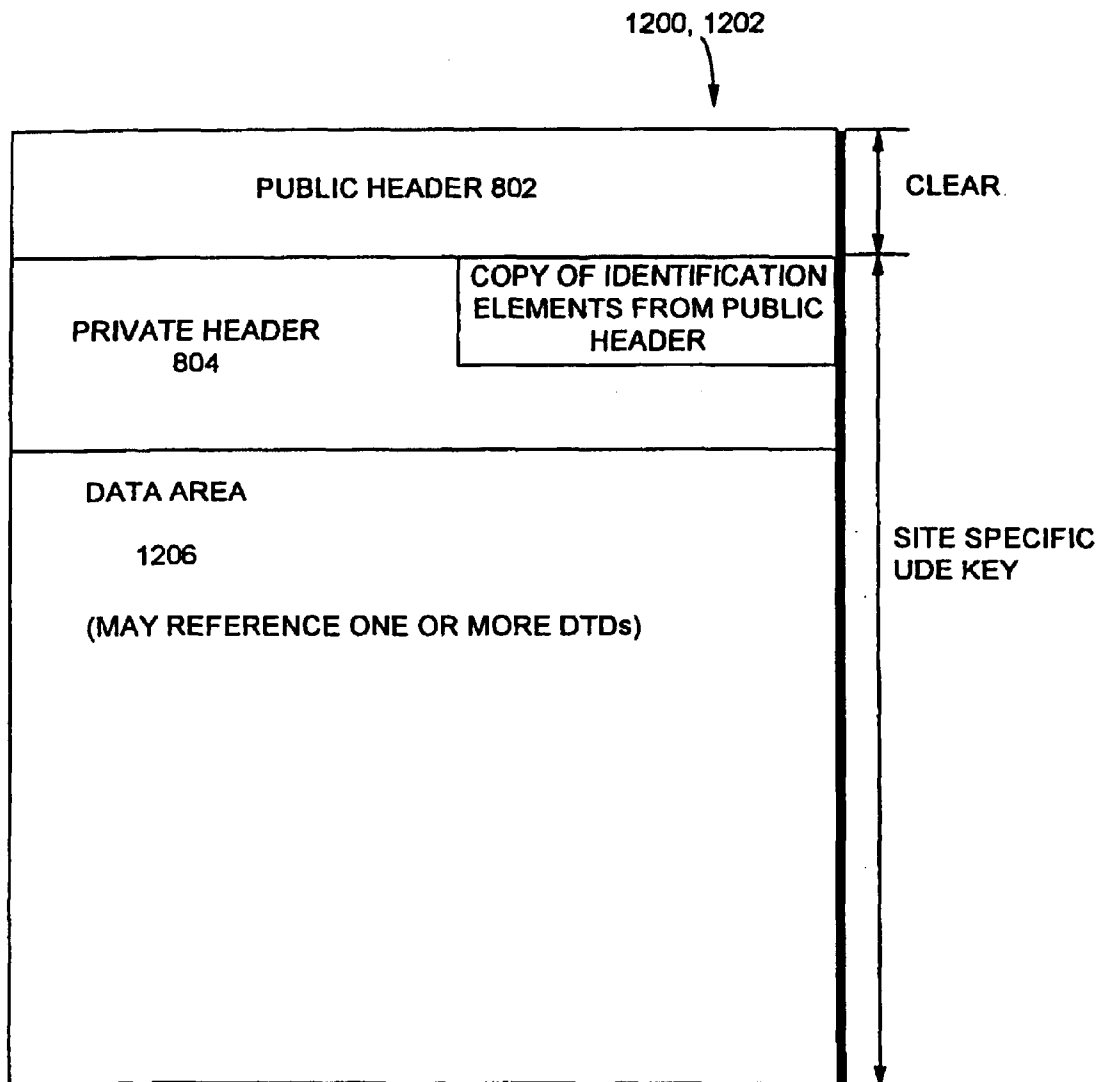 1200, 1202
PUBLIC HEADER 802
CLEAR
COPY OF IDENTIFICATION
ELEMENTS FROM PUBLIC
HEADER
PRIVATE HEADER
804
DATA AREA
1206
(MAY REFERENCE ONE OR MORE DTDs)
SITE SPECIFIC
UDE KEY